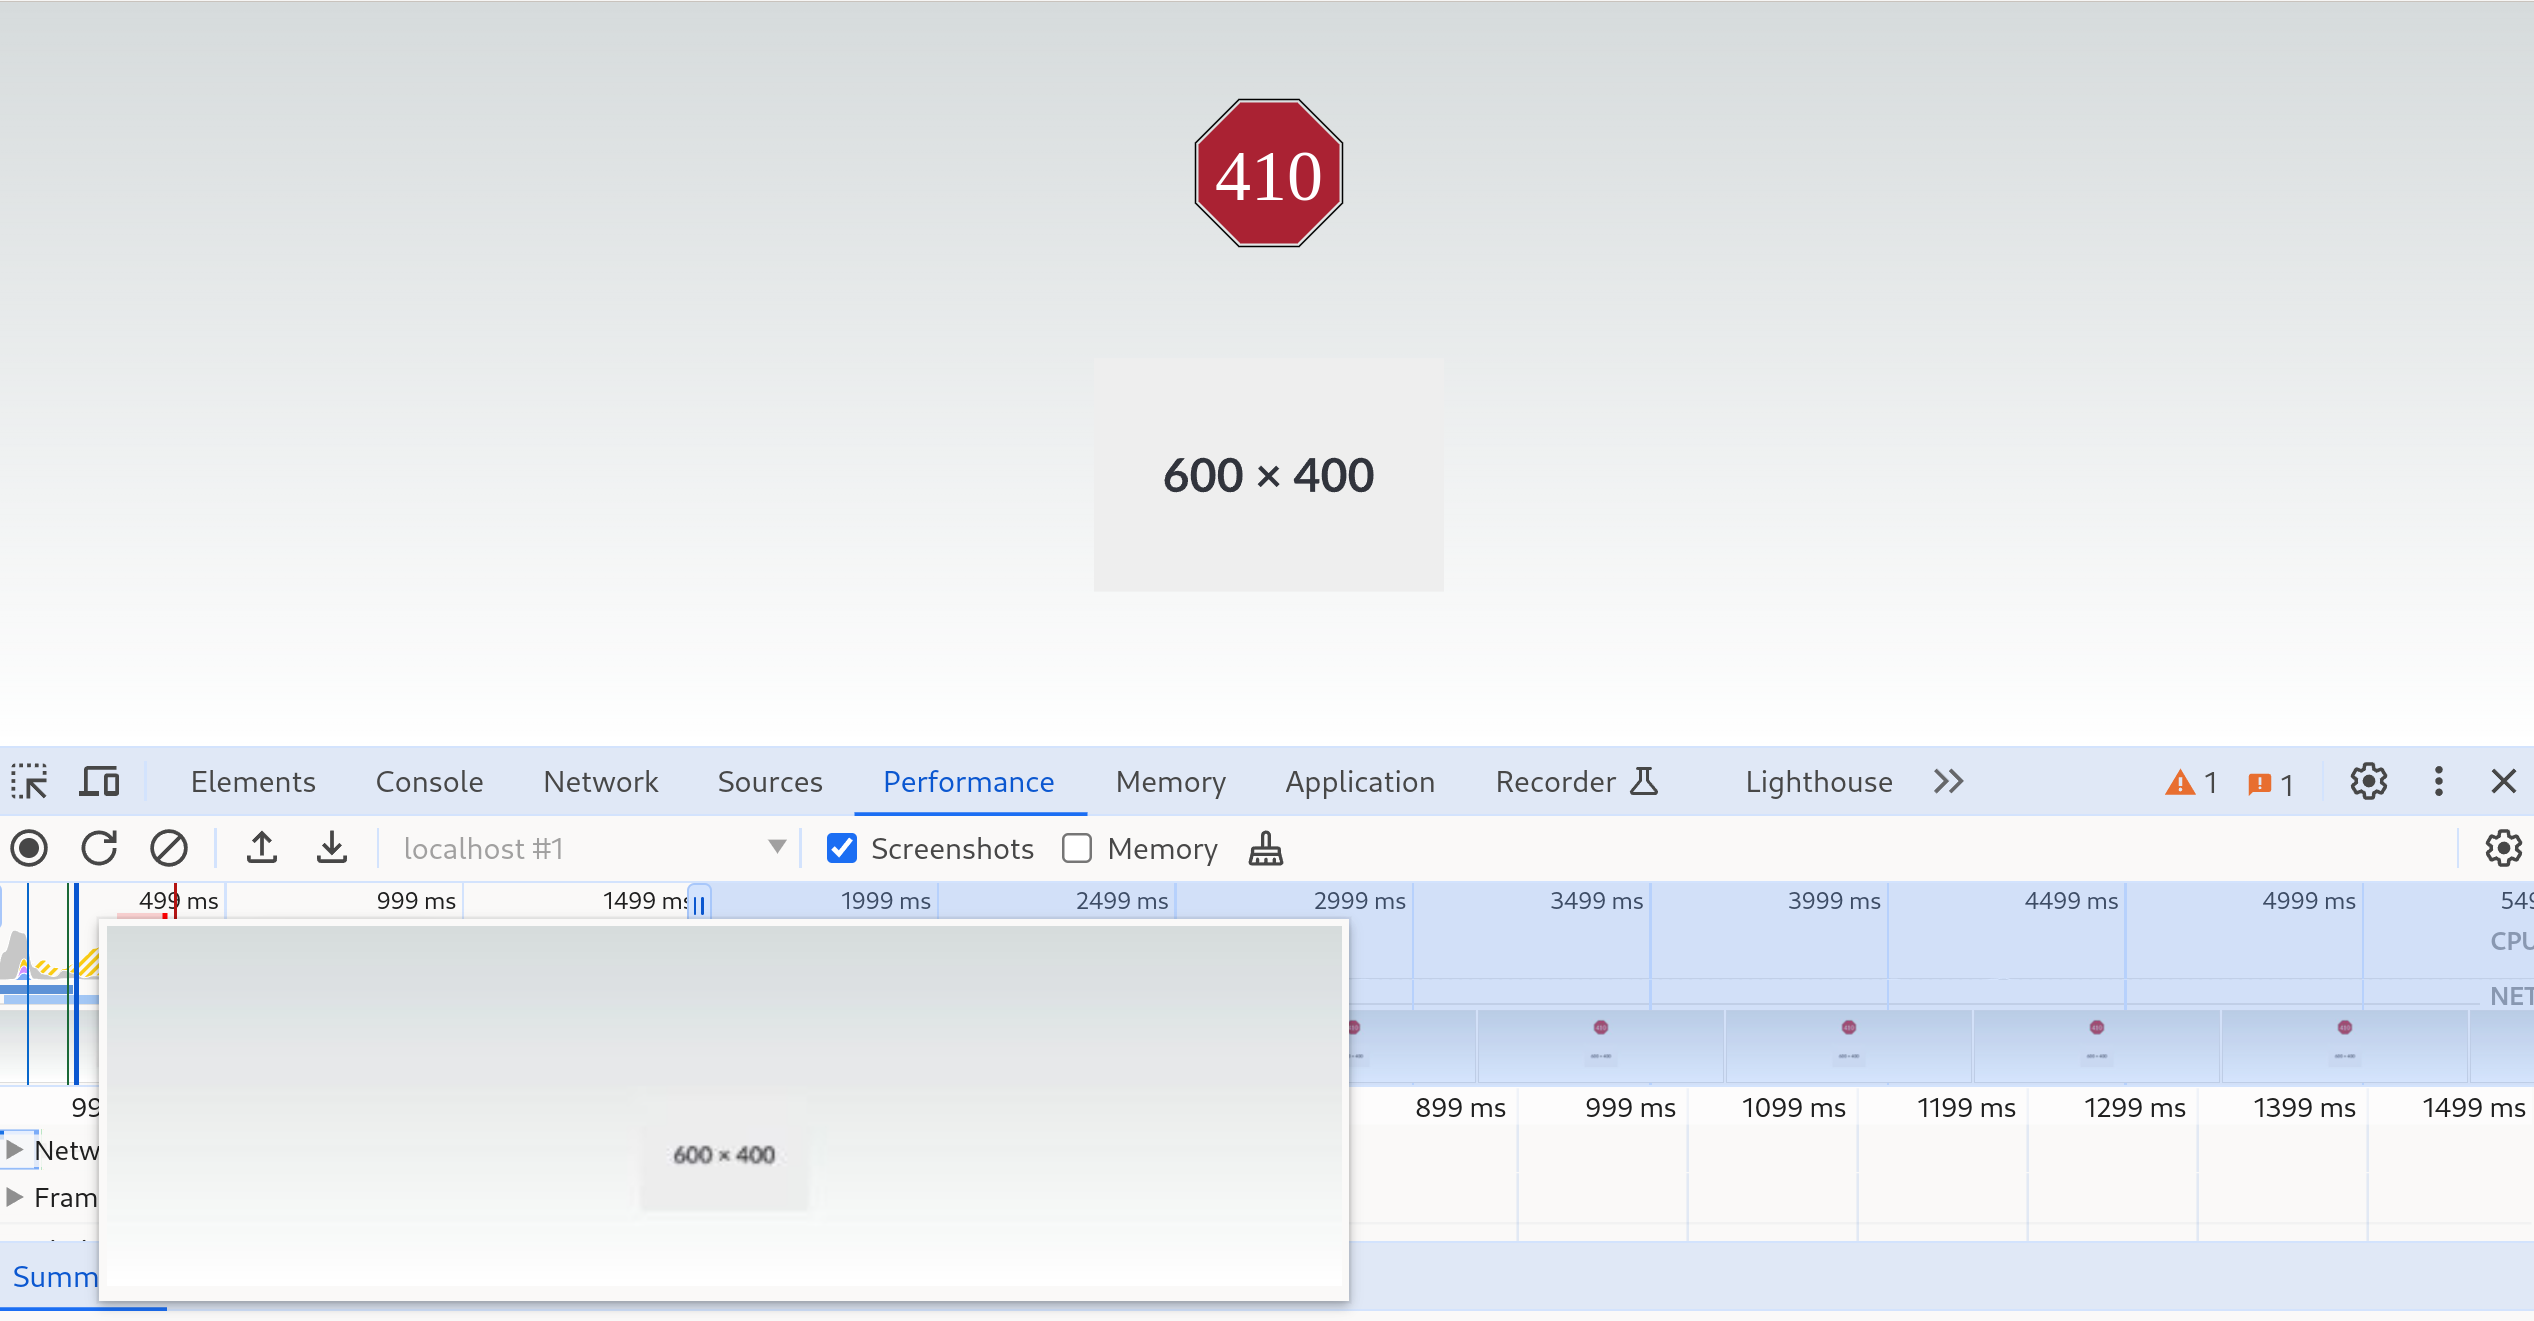 410
600 × 400
Elements Console Network Sources Performance Memory Application Recorder Lighthouse 1 1
localhost #1 Screenshots Memory
499 ms 999 ms 1499 ms 1999 ms 2499 ms 2999 ms 3499 ms 3999 ms 4499 ms 4999 ms 549
CPU
NET
99 899 ms 999 ms 1099 ms 1199 ms 1299 ms 1399 ms 1499 ms
600 × 400
Netw
Fram
Summ